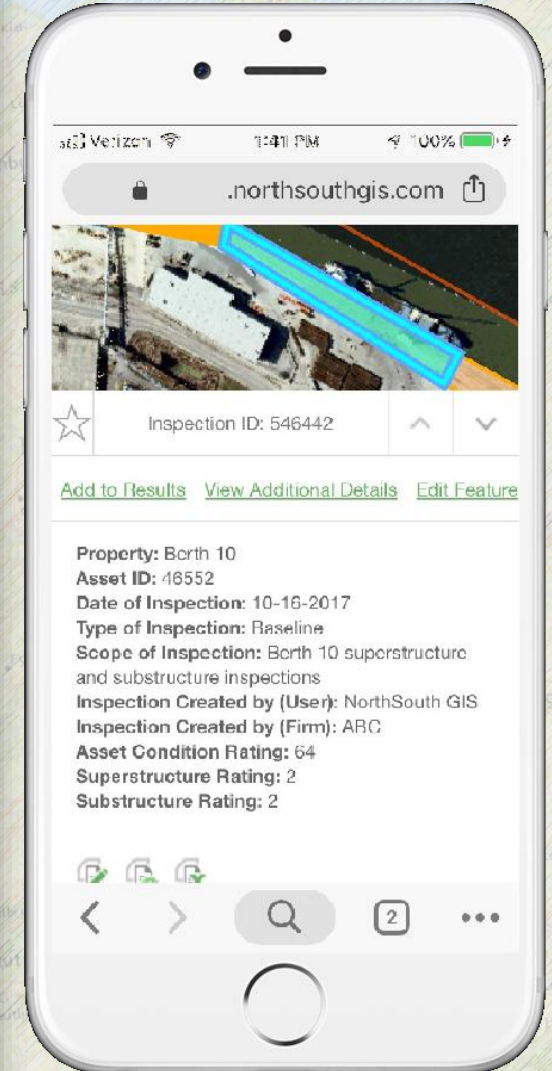 Verizon 1:41 PM 100%
.northsouthgis.com
Inspection ID: 546442
Add to Results View Additional Details Edit Feature
Property: Berth 10
Asset ID: 46552
Date of Inspection: 10-16-2017
Type of Inspection: Baseline
Scope of Inspection: Berth 10 superstructure
and substructure inspections
Inspection Created by (User): NorthSouth GIS
Inspection Created by (Firm): ABC
Asset Condition Rating: 64
Superstructure Rating: 2
Substructure Rating: 2
2